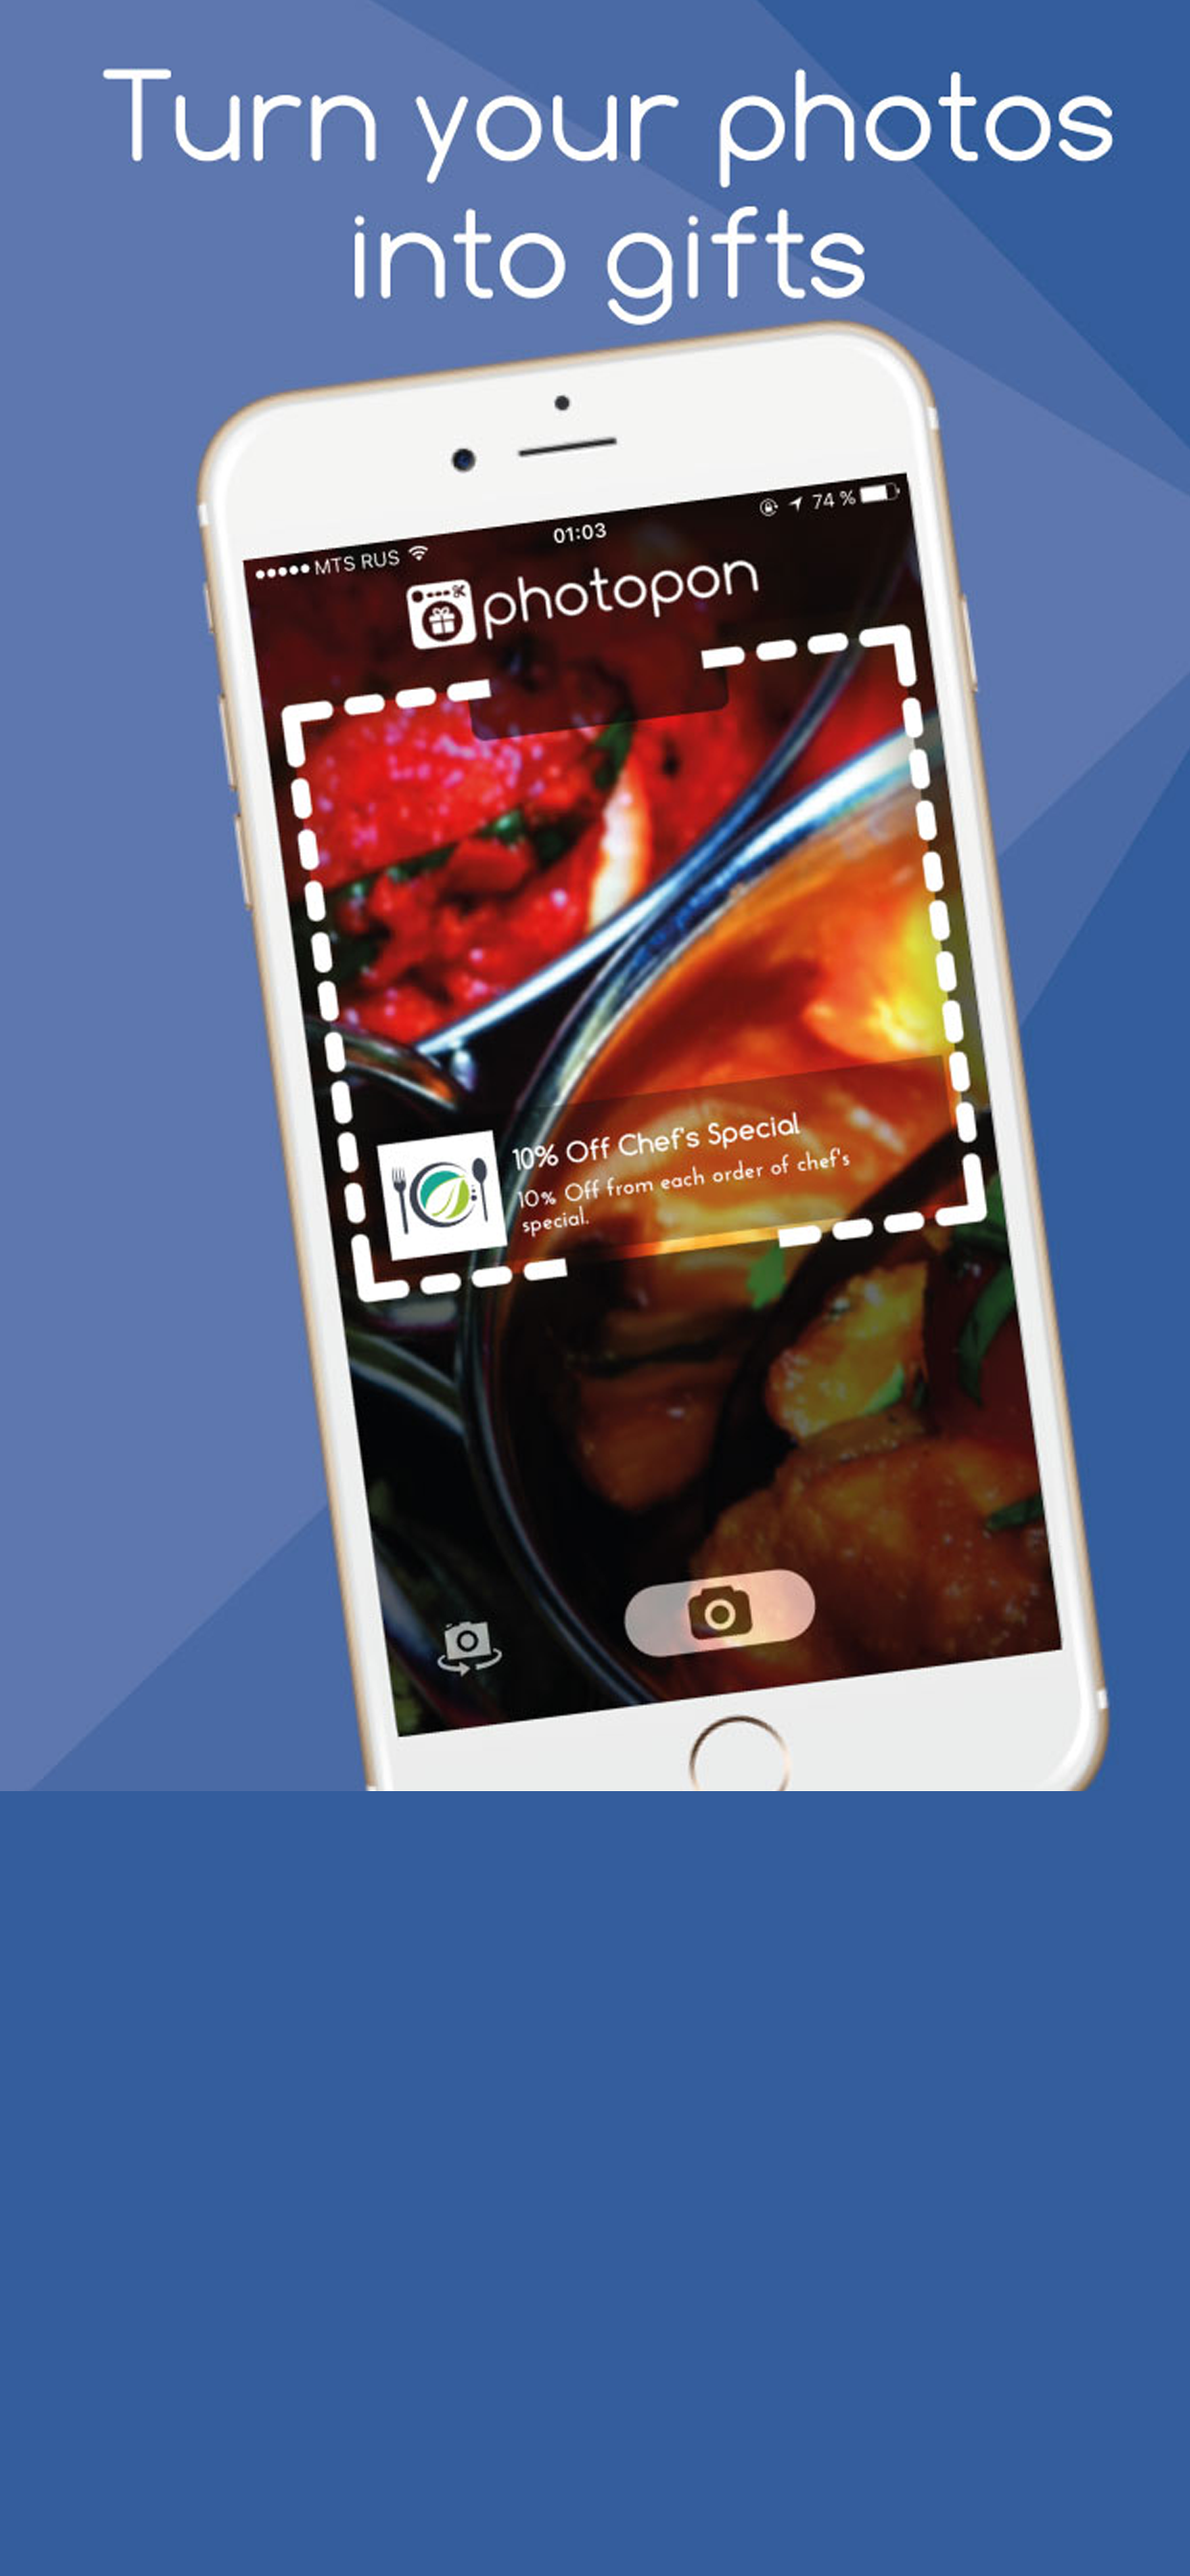 Turn your photos
into gifts
MTS RUS
01:03
74 %
photopon
10% Off Chef's Special
10% Off from each order of chef's
special.